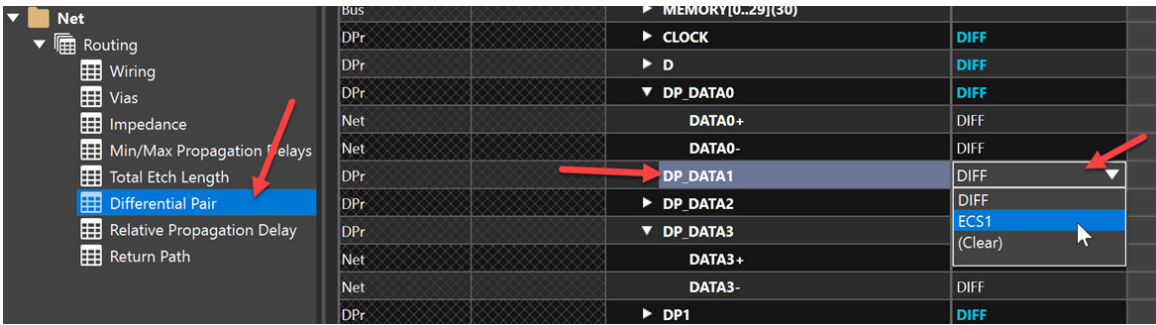 Net
Routing
Wiring
Vias
Impedance
Min/Max Propagation Delays
Total Etch Length
Differential Pair
Relative Propagation Delay
Return Path
Bus MEMORY[0..29](30)
DPr CLOCK DIFF
DPr D DIFF
DPr DP_DATA0 DIFF
Net DATA0+ DIFF
Net DATA0- DIFF
DPr DP_DATA1 DIFF
DPr DP_DATA2 DIFF
DPr DP_DATA3 ECS1
Net DATA3+ (Clear)
Net DATA3- DIFF
DPr DP1 DIFF